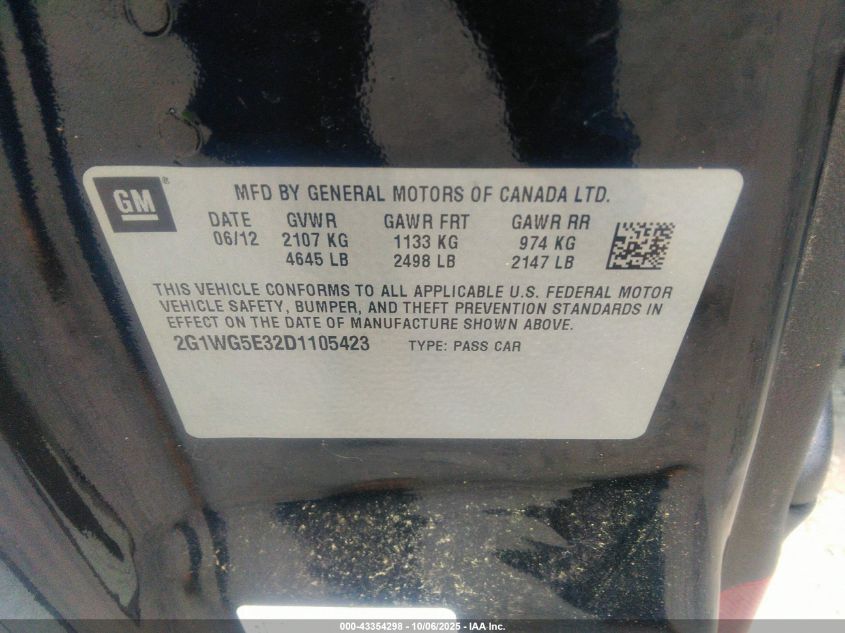 GM ®
MFD BY GENERAL MOTORS OF CANADA LTD.
DATE GVWR GAWR FRT GAWR RR
06/12 2107 KG 1133 KG 974 KG
4645 LB 2498 LB 2147 LB
THIS VEHICLE CONFORMS TO ALL APPLICABLE U.S. FEDERAL MOTOR
VEHICLE SAFETY, BUMPER, AND THEFT PREVENTION STANDARDS IN
EFFECT ON THE DATE OF MANUFACTURE SHOWN ABOVE.
2G1WG5E32D1105423 TYPE: PASS CAR
000-43354298 - 10/06/2025 - IAA Inc.